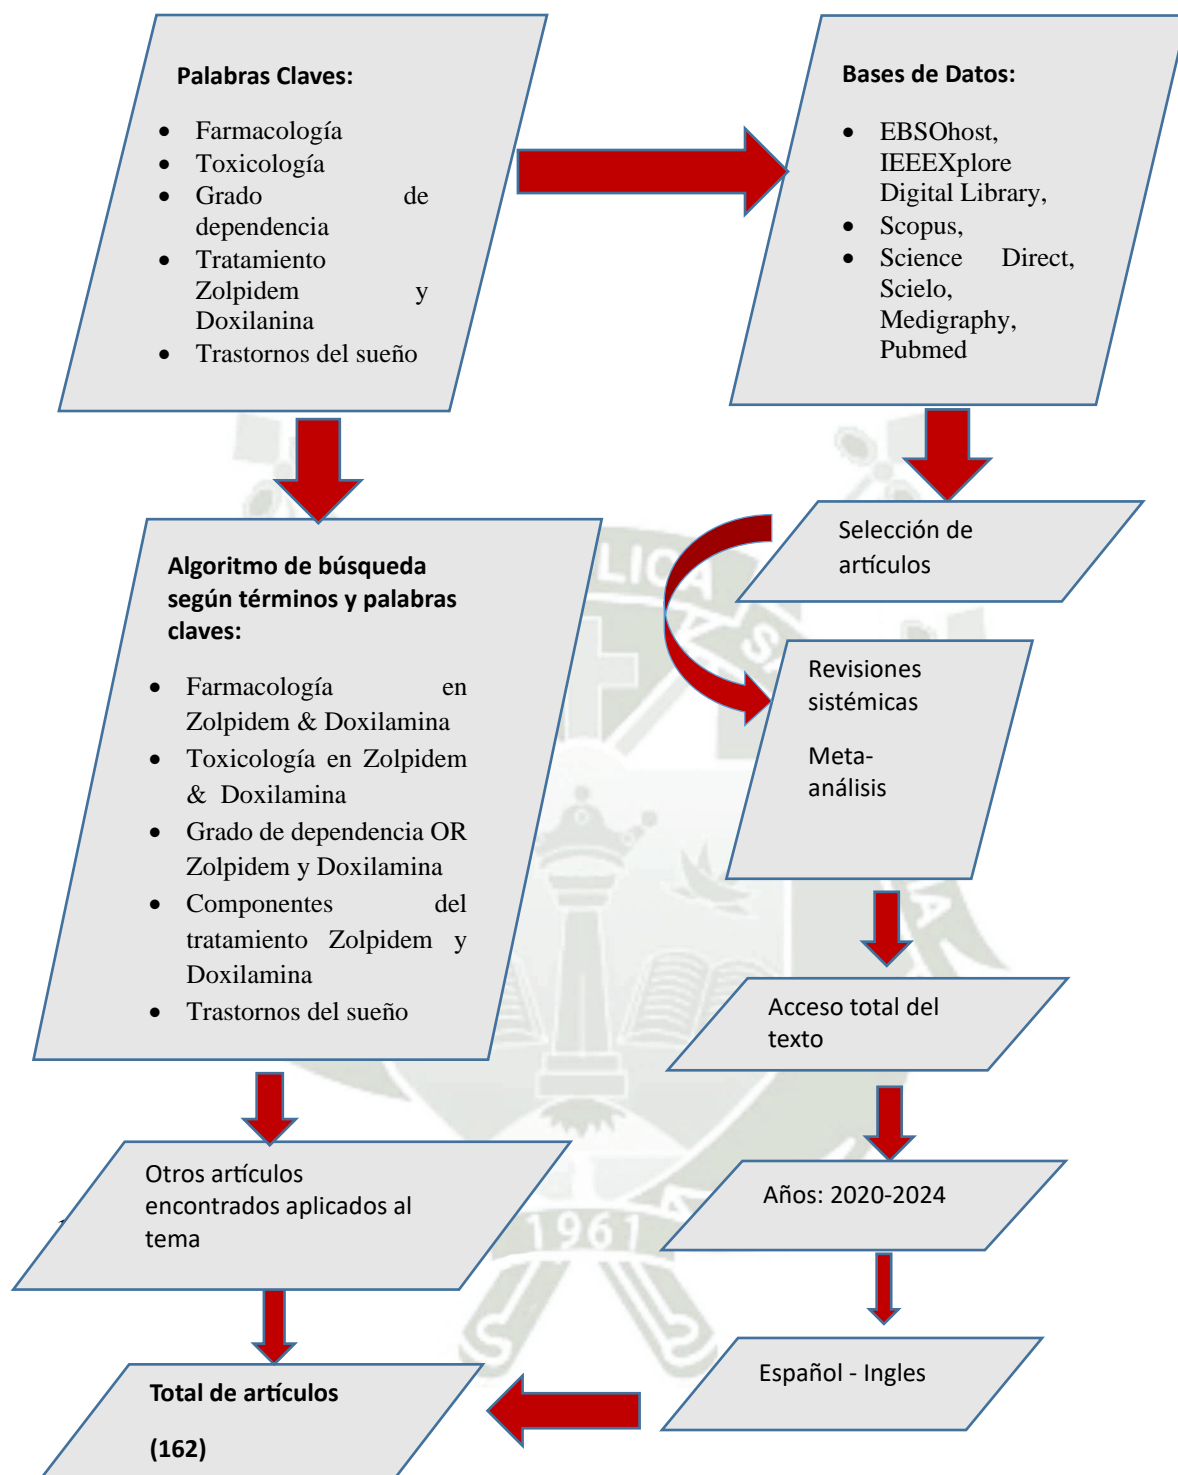 Palabras Claves:
• Farmacología
• Toxicología
• Grado de
dependencia
• Tratamiento
Zolpidem y
Doxilanina
• Trastornos del sueño
Bases de Datos:
• EBSOhost,
IEEEXplore
Digital Library,
• Scopus,
• Science Direct,
Scielo,
Medigraphy,
Pubmed
Algoritmo de búsqueda
según términos y palabras
claves:
• Farmacología en
Zolpidem & Doxilamina
• Toxicología en Zolpidem
& Doxilamina
• Grado de dependencia OR
Zolpidem y Doxilamina
• Componentes del
tratamiento Zolpidem y
Doxilamina
• Trastornos del sueño
Selección de
artículos
Revisiones
sistémicas
Meta-
análisis
Acceso total del
texto
Años: 2020-2024
Español - Ingles
Otros artículos
encontrados aplicados al
tema
Total de artículos
(162)
1961